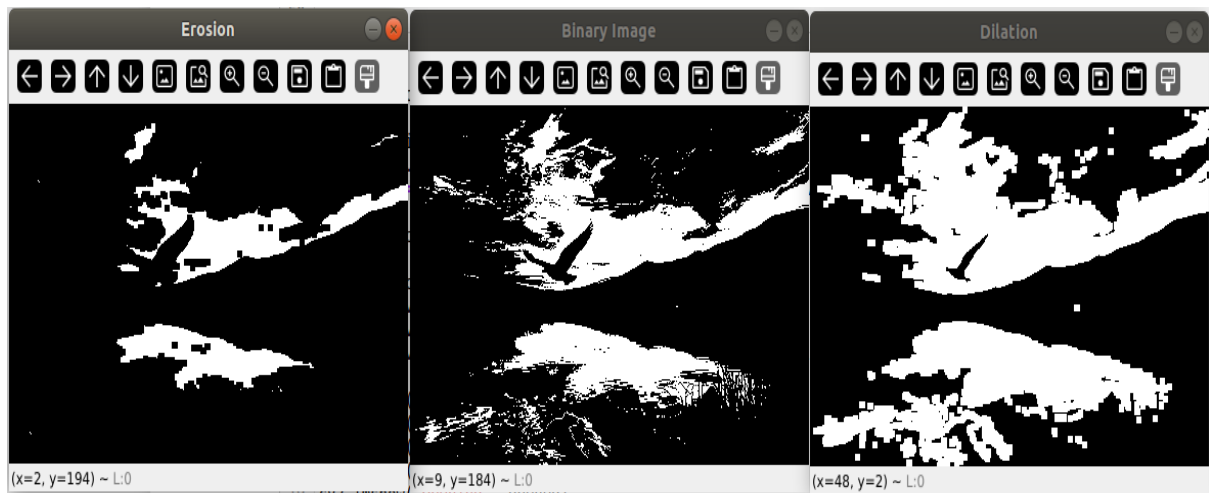 Erosion
Binary Image
Dilation
(x=2, y=194) ~ L:0
(x=9, y=184) ~ L:0
(x=48, y=2) ~ L:0